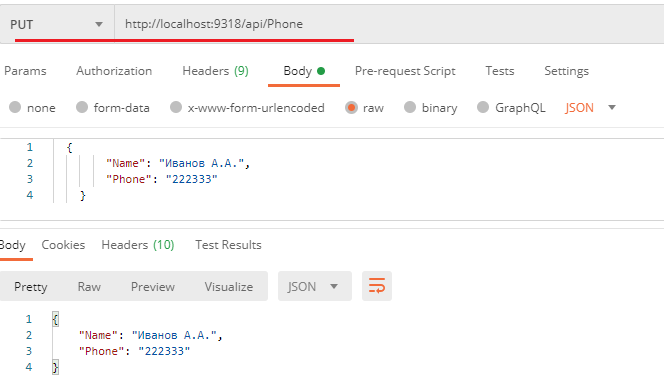 PUT http://localhost:9318/api/Phone
Params Authorization Headers (9) Body Pre-request Script Tests Settings
none form-data x-www-form-urlencoded raw binary GraphQL JSON
1 {
2 "Name": "Иванов А.А.",
3 "Phone": "222333"
4 }
Body Cookies Headers (10) Test Results
Pretty Raw Preview Visualize JSON
1 {
2 "Name": "Иванов А.А.",
3 "Phone": "222333"
4 }